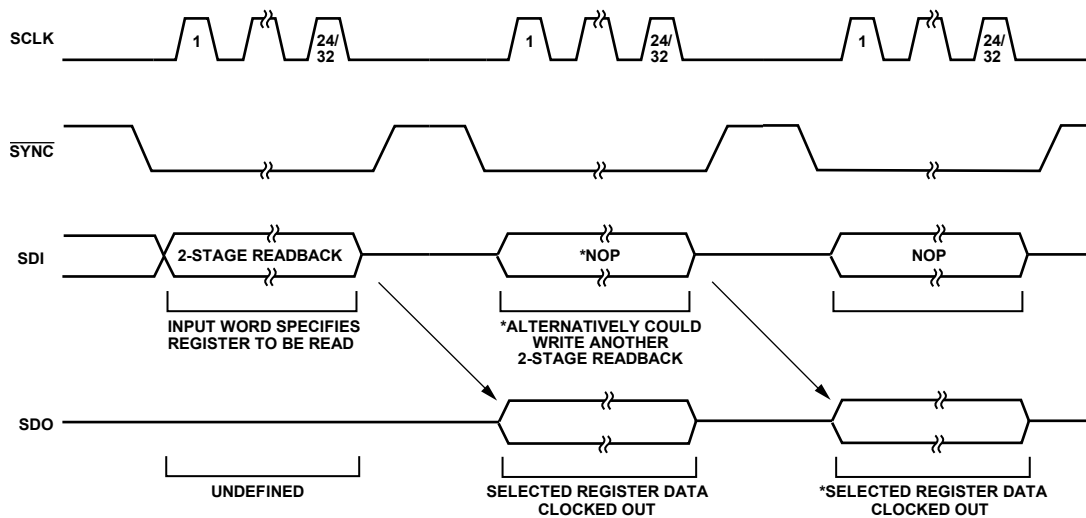 SCLK
1
24/
32
1
24/
32
1
24/
32
SYNC
SDI
2-STAGE READBACK
*NOP
NOP
INPUT WORD SPECIFIES
REGISTER TO BE READ
*ALTERNATIVELY COULD
WRITE ANOTHER
2-STAGE READBACK
SDO
UNDEFINED
SELECTED REGISTER DATA
CLOCKED OUT
*SELECTED REGISTER DATA
CLOCKED OUT